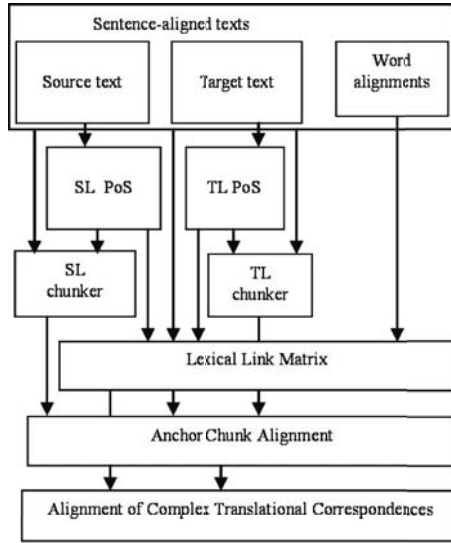 Sentence-aligned texts
Source text
Target text
Word
alignments
SL PoS
TL PoS
SL
chunker
TL
chunker
Lexical Link Matrix
Anchor Chunk Alignment
Alignment of Complex Translational Correspondences